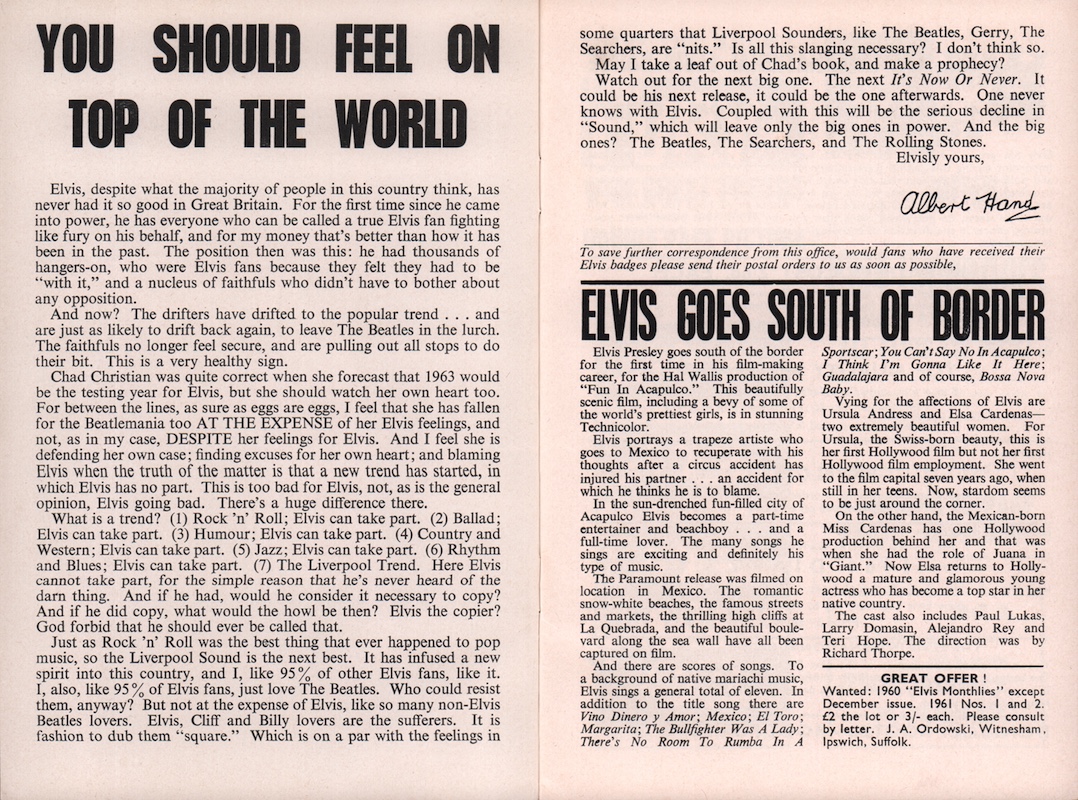 YOU SHOULD FEEL ON
TOP OF THE WORLD
Elvis, despite what the majority of people in this country think, has
never had it so good in Great Britain. For the first time since he came
into power, he has everyone who can be called a true Elvis fan fighting
like fury on his behalf, and for my money that's better than how it has
been in the past. The position then was this: he had thousands of
hangers-on, who were Elvis fans because they felt they had to be
“with it,” and a nucleus of faithfuls who didn't have to bother about
any opposition.
And now? The drifters have drifted to the popular trend . . . and
are just as likely to drift back again, to leave The Beatles in the lurch.
The faithfuls no longer feel secure, and are pulling out all stops to do
their bit. This is a very healthy sign.
Chad Christian was quite correct when she forecast that 1963 would
be the testing year for Elvis, but she should watch her own heart too.
For between the lines, as sure as eggs are eggs, I feel that she has fallen
for the Beatlemania too AT THE EXPENSE of her Elvis feelings, and
not, as in my case, DESPITE her feelings for Elvis. And I feel she is
defending her own case; finding excuses for her own heart; and blaming
Elvis when the truth of the matter is that a new trend has started, in
which Elvis has no part. This is too bad for Elvis, not, as is the general
opinion, Elvis going bad. There's a huge difference there.
What is a trend? (1) Rock 'n' Roll; Elvis can take part. (2) Ballad;
Elvis can take part. (3) Humour; Elvis can take part. (4) Country and
Western; Elvis can take part. (5) Jazz; Elvis can take part. (6) Rhythm
and Blues; Elvis can take part. (7) The Liverpool Trend. Here Elvis
cannot take part, for the simple reason that he's never heard of the
darn thing. And if he had, would he consider it necessary to copy?
And if he did copy, what would the howl be then? Elvis the copier?
God forbid that he should ever be called that.
Just as Rock 'n' Roll was the best thing that ever happened to pop
music, so the Liverpool Sound is the next best. It has infused a new
spirit into this country, and I, like 95% of other Elvis fans, like it.
I, also, like 95% of Elvis fans, just love The Beatles. Who could resist
them, anyway? But not at the expense of Elvis, like so many non-Elvis
Beatles lovers. Elvis, Cliff and Billy lovers are the sufferers. It is
fashion to dub them “square.” Which is on a par with the feelings in
some quarters that Liverpool Sounders, like The Beatles, Gerry, The
Searchers, are “nits.” Is all this slanging necessary? I don't think so.
May I take a leaf out of Chad's book, and make a prophecy?
Watch out for the next big one. The next It's Now Or Never. It
could be his next release, it could be the one afterwards. One never
knows with Elvis. Coupled with this will be the serious decline in
“Sound,” which will leave only the big ones in power. And the big
ones? The Beatles, The Searchers, and The Rolling Stones.
Elvisly yours,
Albert Hand
To save further correspondence from this office, would fans who have received their
Elvis badges please send their postal orders to us as soon as possible,
ELVIS GOES SOUTH OF BORDER
Elvis Presley goes south of the border
for the first time in his film-making
career, for the Hal Wallis production of
“Fun In Acapulco.” This beautifully
scenic film, including a bevy of some of
the world's prettiest girls, is in stunning
Technicolor.
Elvis portrays a trapeze artiste who
goes to Mexico to recuperate with his
thoughts after a circus accident has
injured his partner . . . an accident for
which he thinks he is to blame.
In the sun-drenched fun-filled city of
Acapulco Elvis becomes a part-time
entertainer and beachboy . . . and a
full-time lover. The many songs he
sings are exciting and definitely his
type of music.
The Paramount release was filmed on
location in Mexico. The romantic
snow-white beaches, the famous streets
and markets, the thrilling high cliffs at
La Quebrada, and the beautiful boule-
vard along the sea wall have all been
captured on film.
And there are scores of songs. To
a background of native mariachi music,
Elvis sings a general total of eleven. In
addition to the title song there are
Vino Dinero y Amor; Mexico; El Toro;
Margarita; The Bullfighter Was A Lady;
There's No Room To Rumba In A
Sportscar; You Can't Say No In Acapulco;
I Think I'm Gonna Like It Here;
Guadalajara and of course, Bossa Nova
Baby.
Vying for the affections of Elvis are
Ursula Andress and Elsa Cardenas—
two extremely beautiful women. For
Ursula, the Swiss-born beauty, this is
her first Hollywood film but not her first
Hollywood film employment. She went
to the film capital seven years ago, when
still in her teens. Now, stardom seems
to be just around the corner.
On the other hand, the Mexican-born
Miss Cardenas has one Hollywood
production behind her and that was
when she had the role of Juana in
“Giant.” Now Elsa returns to Holly-
wood a mature and glamorous young
actress who has become a top star in her
native country.
The cast also includes Paul Lukas,
Larry Domasin, Alejandro Rey and
Teri Hope. The direction was by
Richard Thorpe.
GREAT OFFER !
Wanted: 1960 “Elvis Monthlies” except
December issue. 1961 Nos. 1 and 2.
£2 the lot or 3/- each. Please consult
by letter. J. A. Ordowski, Witnesham,
Ipswich, Suffolk.